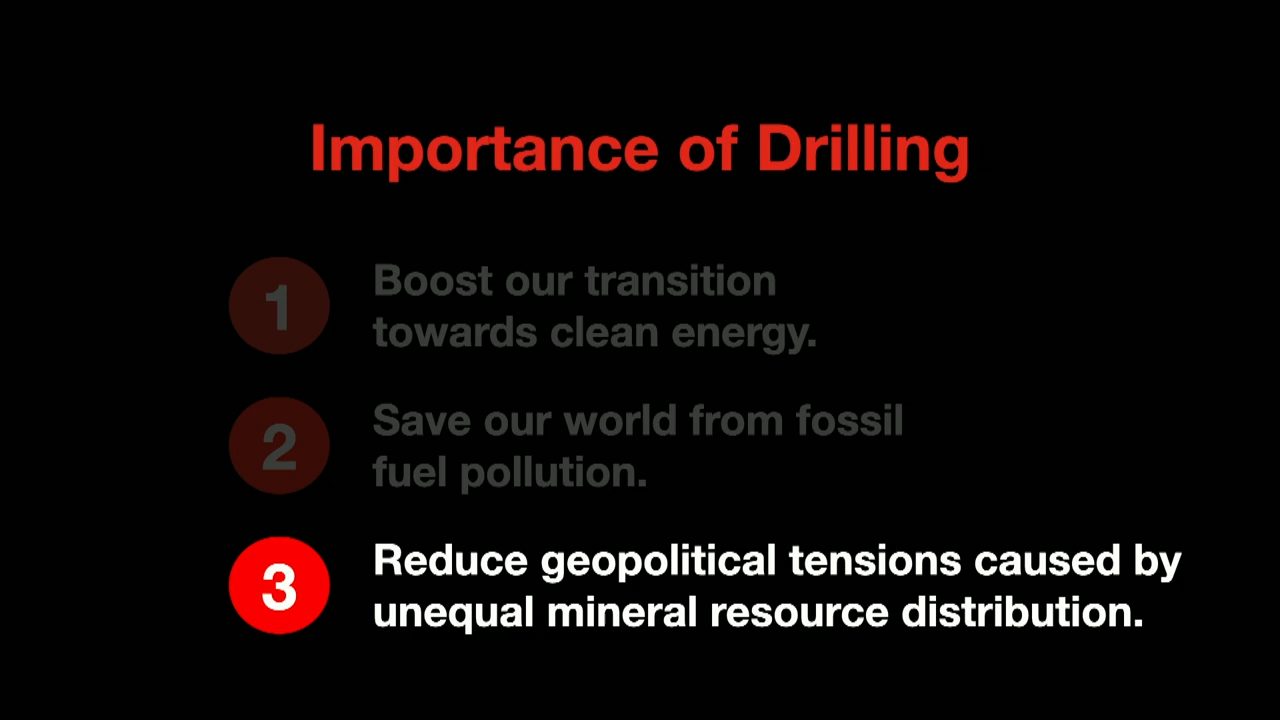 Importance of Drilling
1
Boost our transition
towards clean energy.
2
Save our world from fossil
fuel pollution.
3
Reduce geopolitical tensions caused by
unequal mineral resource distribution.